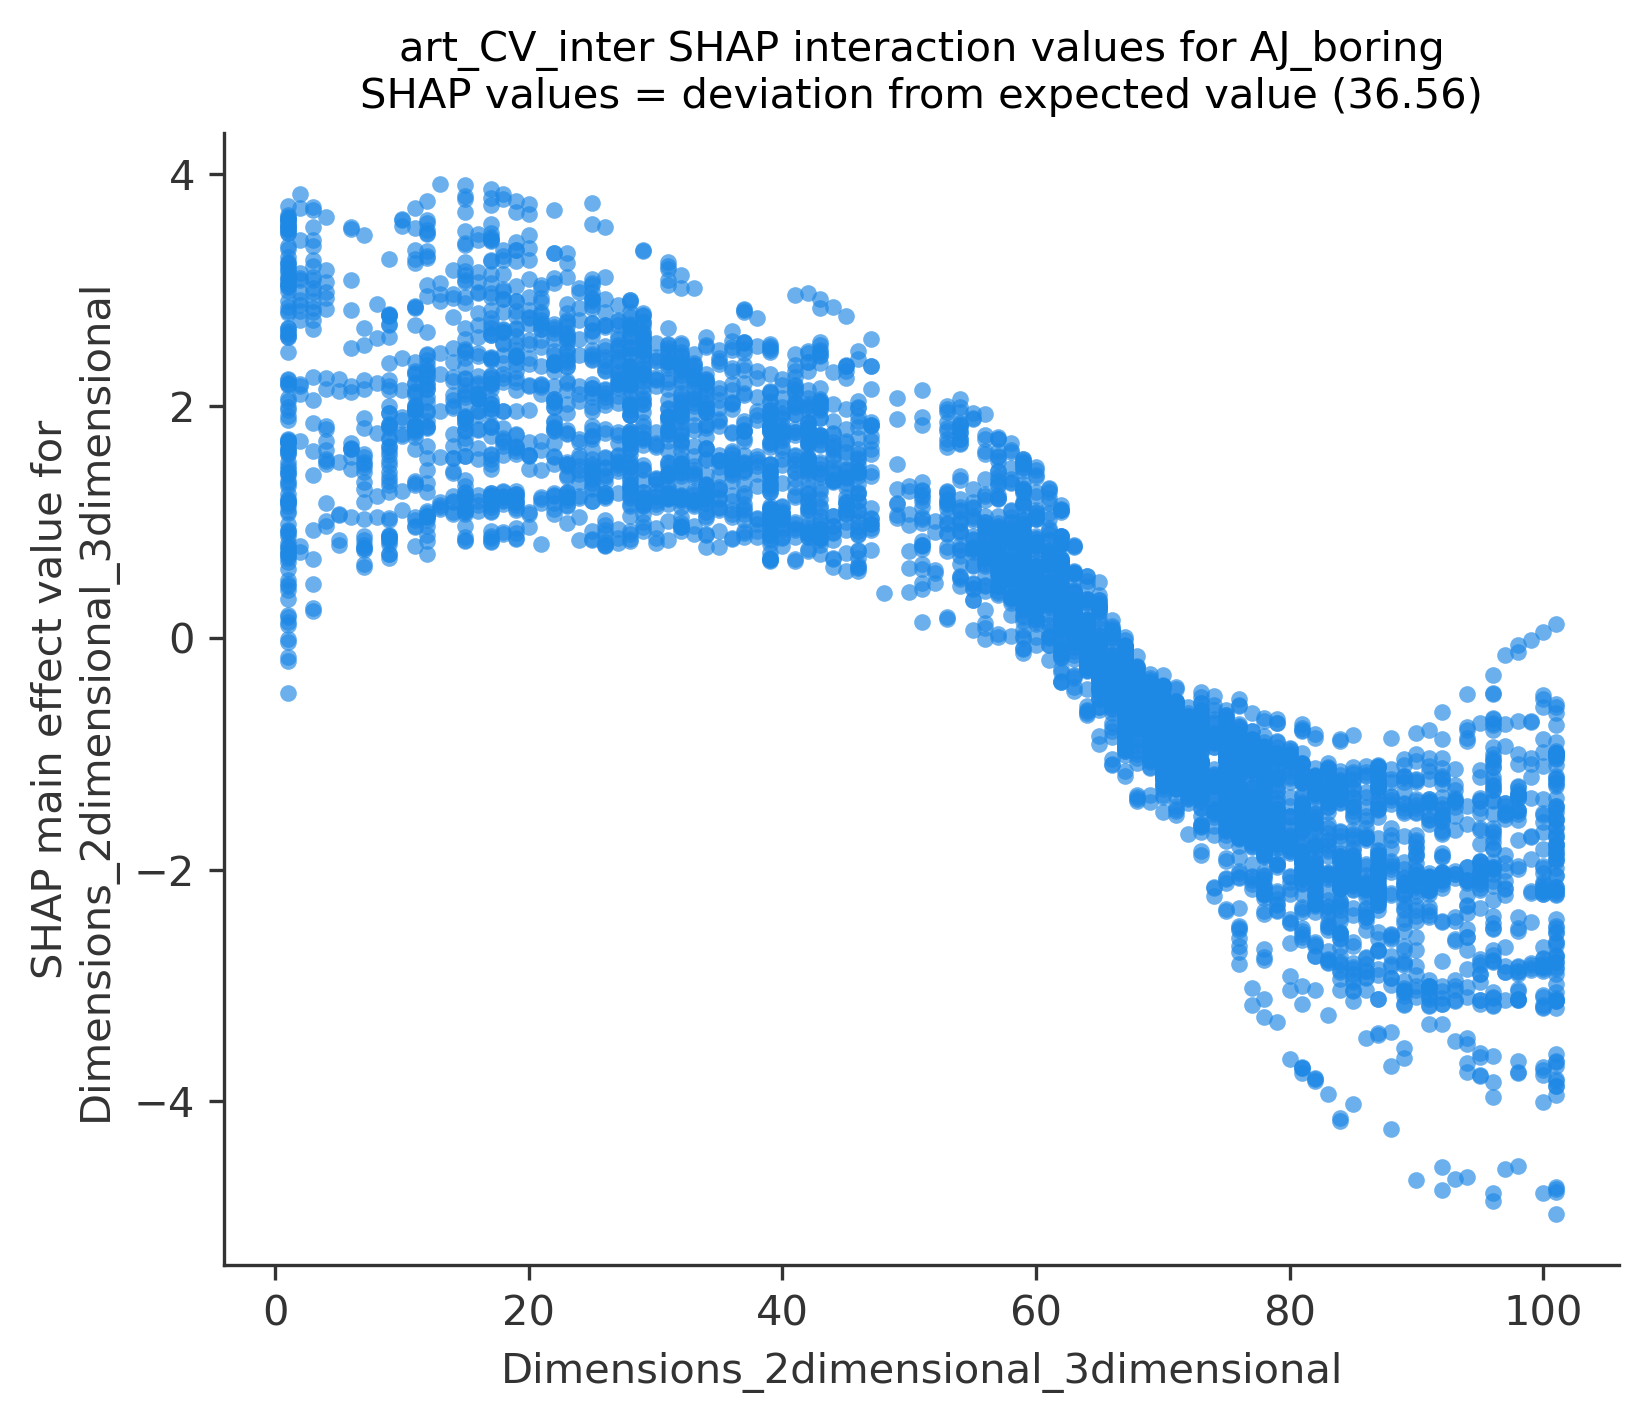 art_CV_inter SHAP interaction values for AJ_boring
SHAP values = deviation from expected value (36.56)
SHAP main effect value for
Dimensions_2dimensional_3dimensional
4
2
0
−2
−4
0
20
40
60
80
100
Dimensions_2dimensional_3dimensional